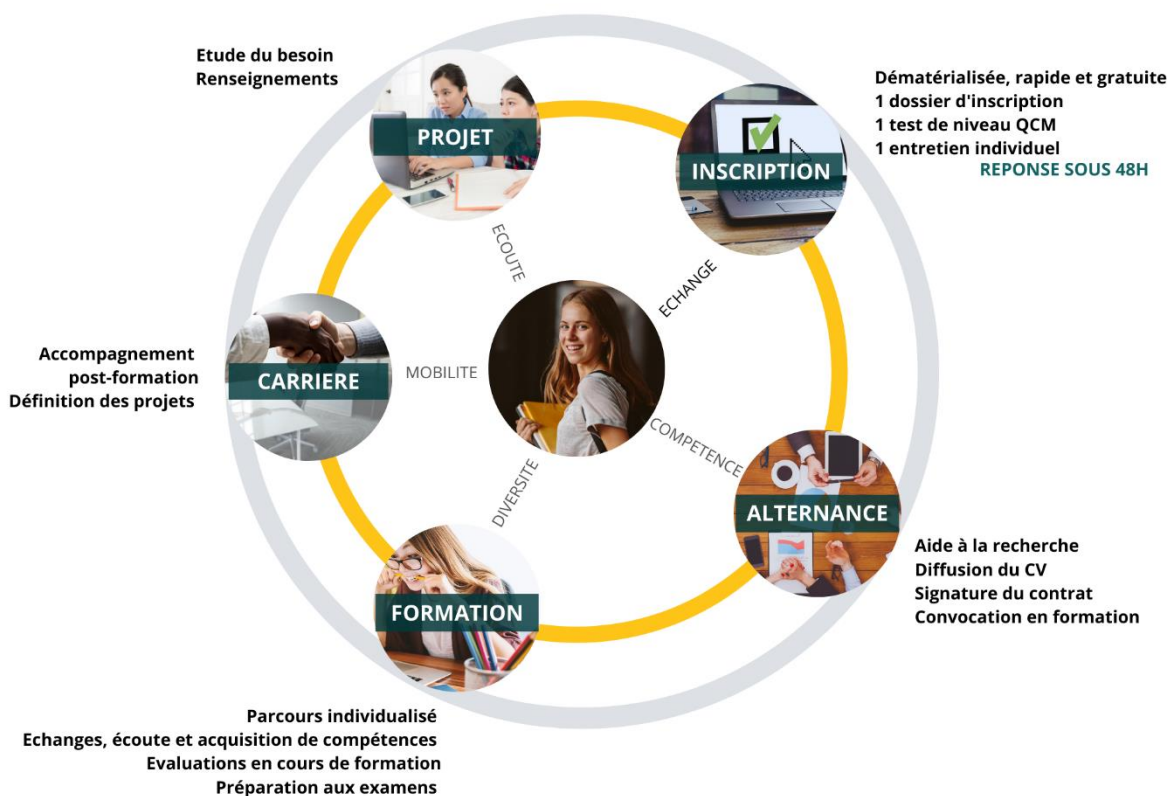 Etude du besoin
Renseignements
PROJET
Dématérialisée, rapide et gratuite
1 dossier d'inscription
1 test de niveau QCM
1 entretien individuel
REPONSE SOUS 48H
INSCRIPTION
ECOUTE
ECHANGE
Accompagnement
post-formation
Définition des projets
CARRIERE
MOBILITE
COMPETENCE
DIVERSITE
ALTERNANCE
Aide à la recherche
Diffusion du CV
Signature du contrat
Convocation en formation
FORMATION
Parcours individualisé
Echanges, écoute et acquisition de compétences
Evaluations en cours de formation
Préparation aux examens